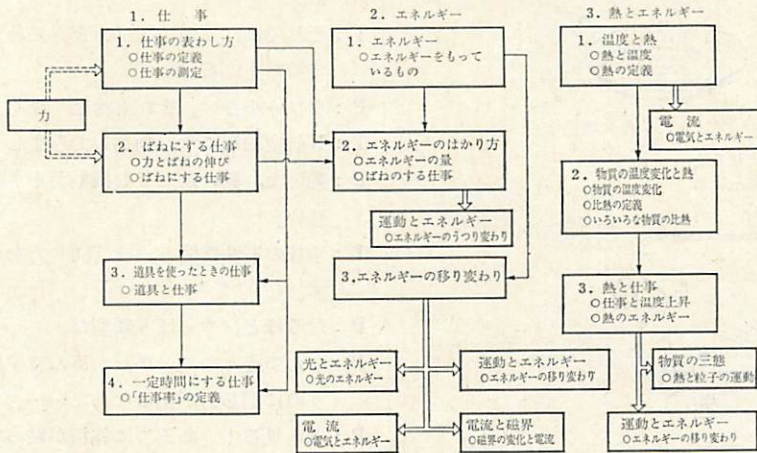 1. 仕 事
1. 仕事の表わし方
○仕事の定義
○仕事の測定
力
2. ばねにする仕事
○力とばねの伸び
○ばねにする仕事
3. 道具を使ったときの仕事
○道具と仕事
4. 一定時間にする仕事
○「仕事率」の定義
2. エネルギー
1. エネルギー
○エネルギーをもって
いるもの
2. エネルギーのはかり方
○エネルギーの量
○ばねのする仕事
運動とエネルギー
○エネルギーのうつり変わり
3. エネルギーの移り変わり
光とエネルギー
○光のエネルギー
運動とエネルギー
○エネルギーの移り変わり
電 流
○電気とエネルギー
電流と磁界
○磁界の変化と電流
3. 熱とエネルギー
1. 温度と熱
○熱と温度
○熱の定義
電 流
○電気とエネルギー
2. 物質の温度変化と熱
○物質の温度変化
○比熱の定義
○いろいろな物質の比熱
3. 熱と仕事
○仕事と温度上昇
○熱のエネルギー
物質の三態
○熱と粒子の運動
運動とエネルギー
○エネルギーの移り変わり